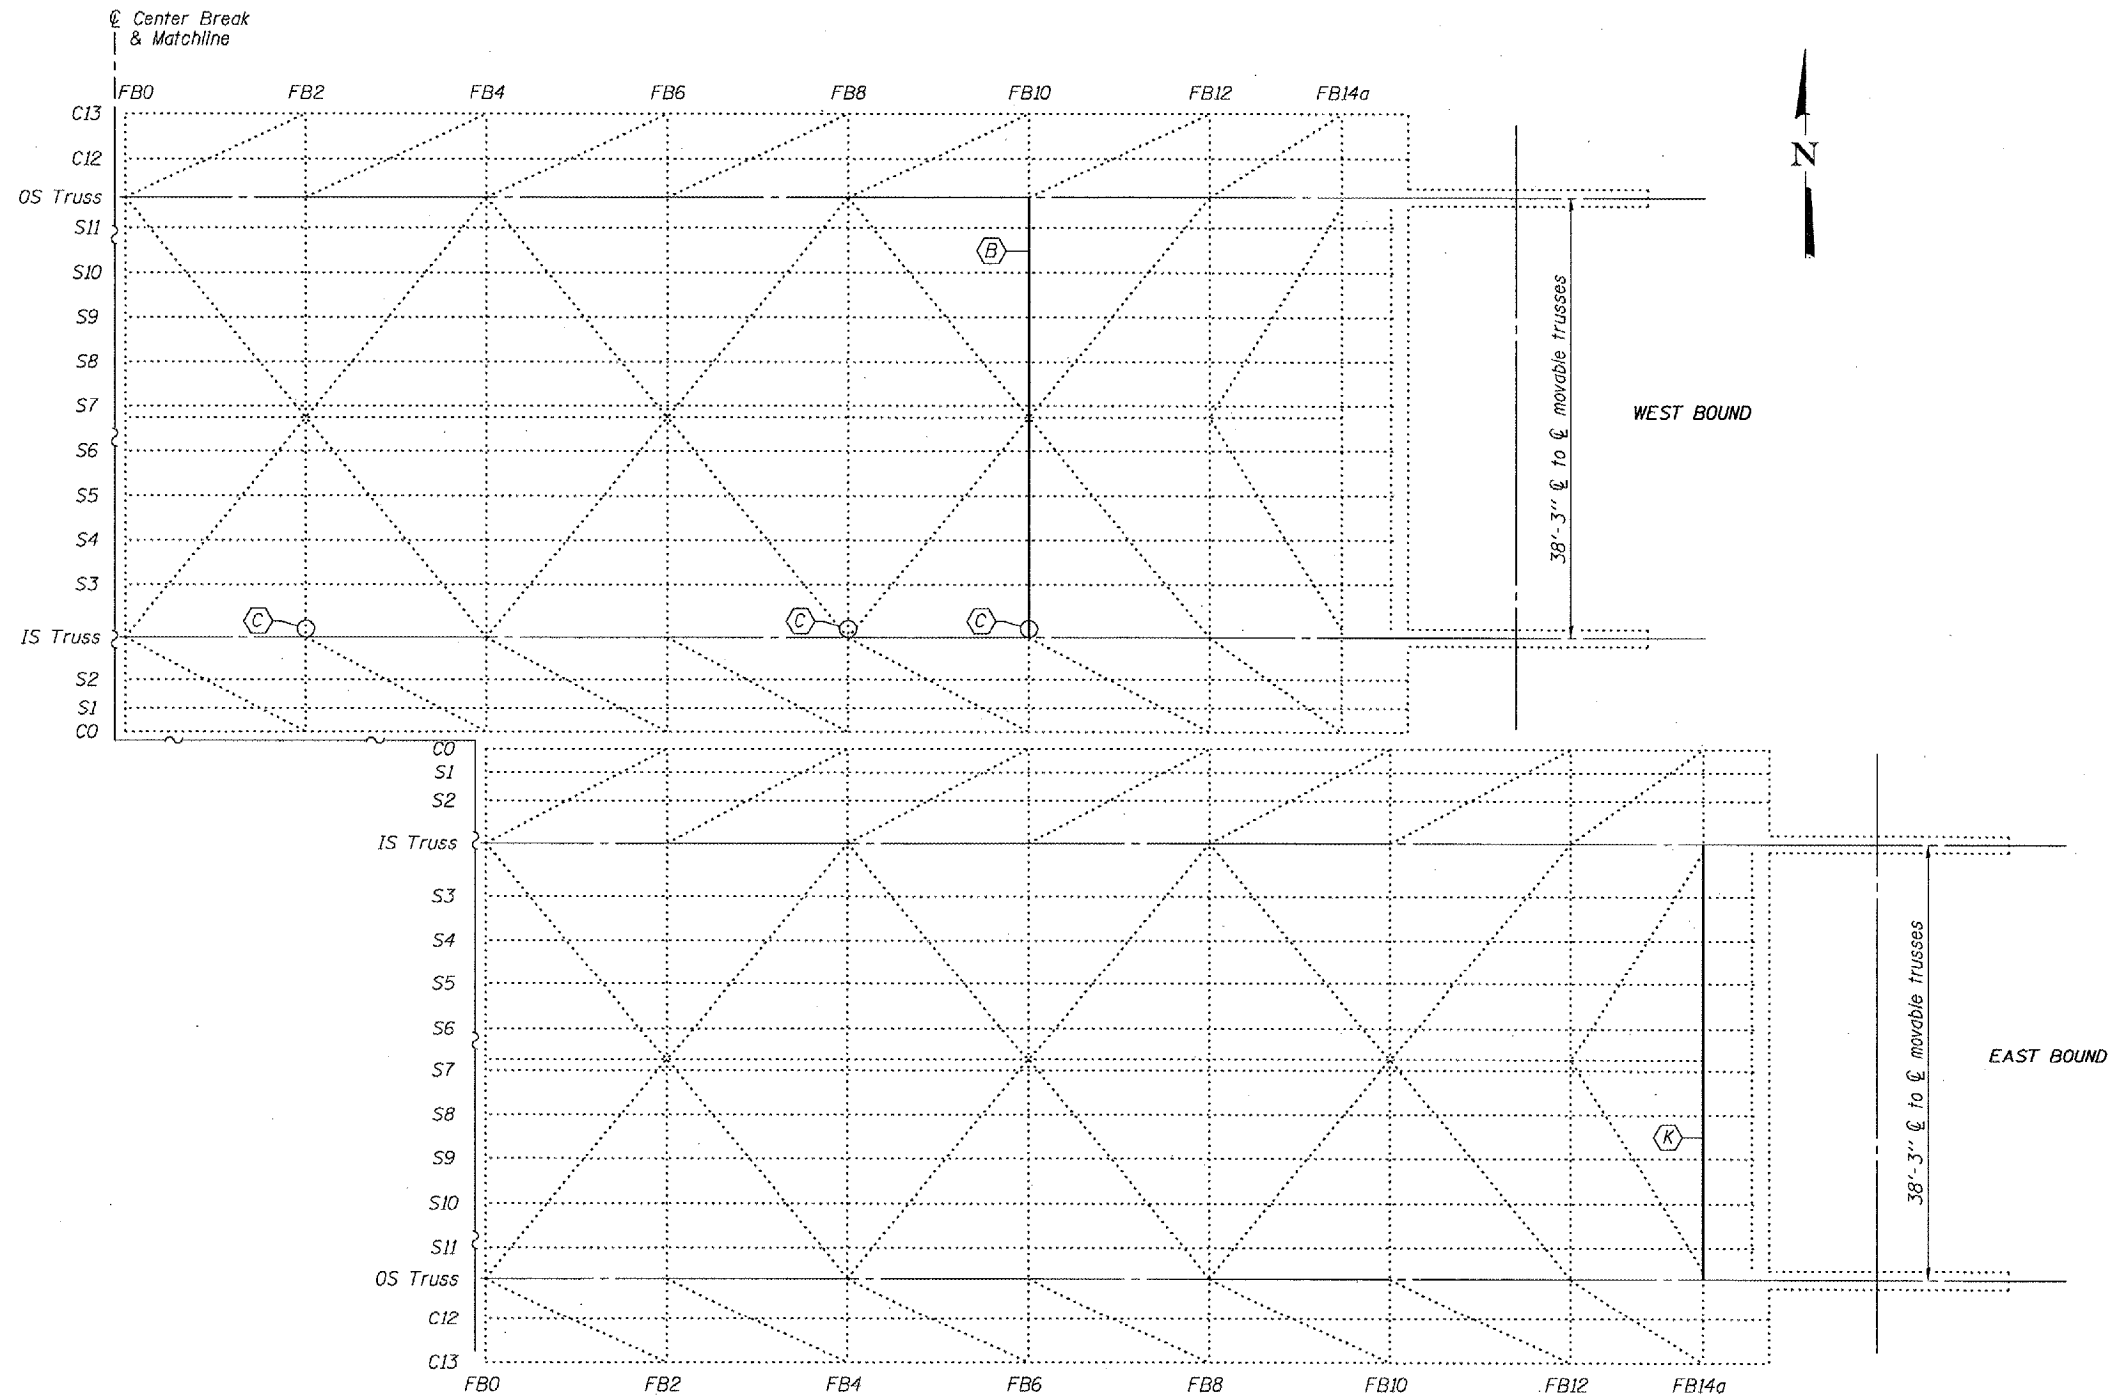 ℄ Center Break
& Matchline
FB0 FB2 FB4 FB6 FB8 FB10 FB12 FB14a
C13
C12
OS Truss
S11
S10
S9
S8
S7
S6
S5
S4
S3
IS Truss
S2
S1
C0
B
C C C
38'-3" ℄ to ℄ movable trusses
WEST BOUND
N
C0
S1
S2
IS Truss
S3
S4
S5
S6
S7
S8
S9
S10
S11
OS Truss
C12
C13
K
38'-3" ℄ to ℄ movable trusses
EAST BOUND
FB0 FB2 FB4 FB6 FB8 FB10 FB12 FB14a